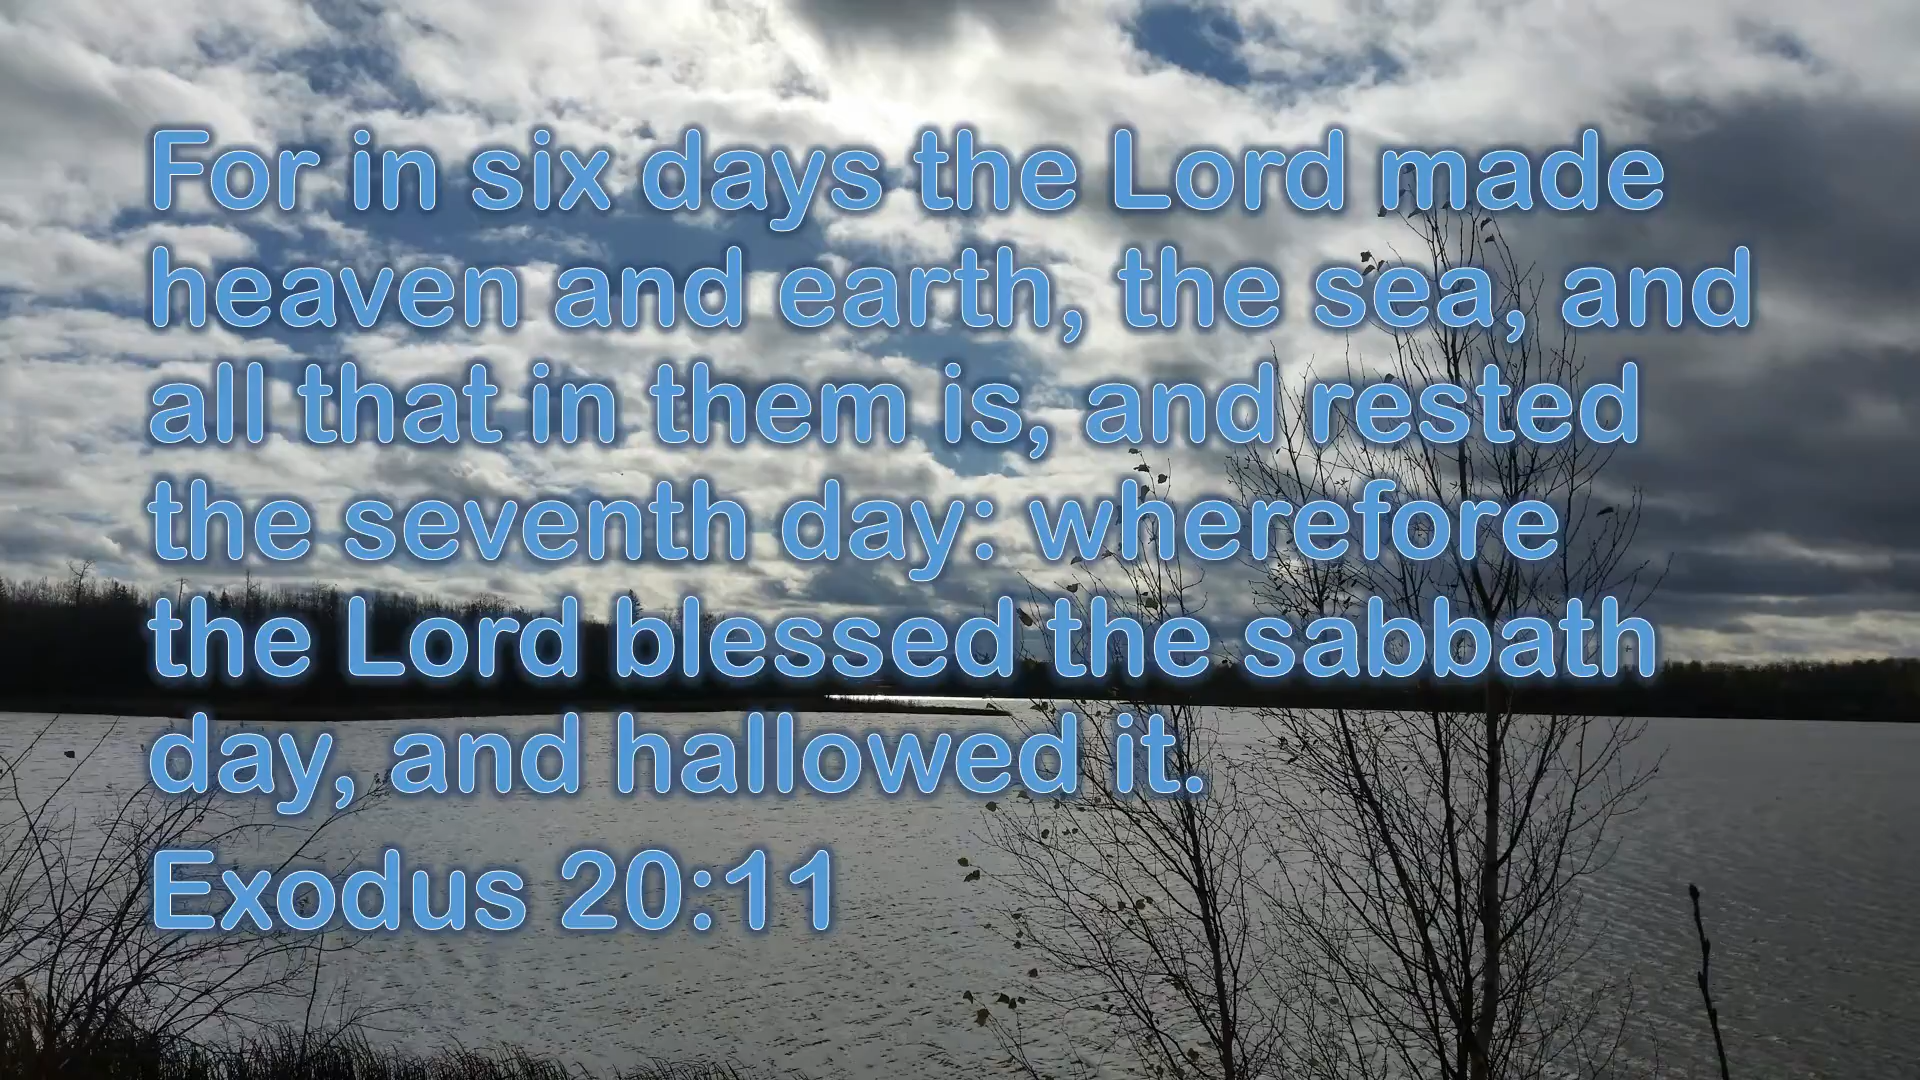 For in six days the Lord made
heaven and earth, the sea, and
all that in them is, and rested
the seventh day: wherefore
the Lord blessed the sabbath
day, and hallowed it.
Exodus 20:11